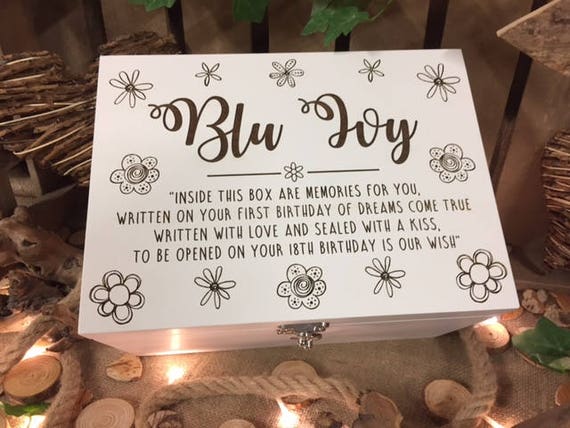 Blu Joy
"INSIDE THIS BOX ARE MEMORIES FOR YOU,
WRITTEN ON YOUR FIRST BIRTHDAY OF DREAMS COME TRUE
WRITTEN WITH LOVE AND SEALED WITH A KISS,
TO BE OPENED ON YOUR 18TH BIRTHDAY IS OUR WISH"